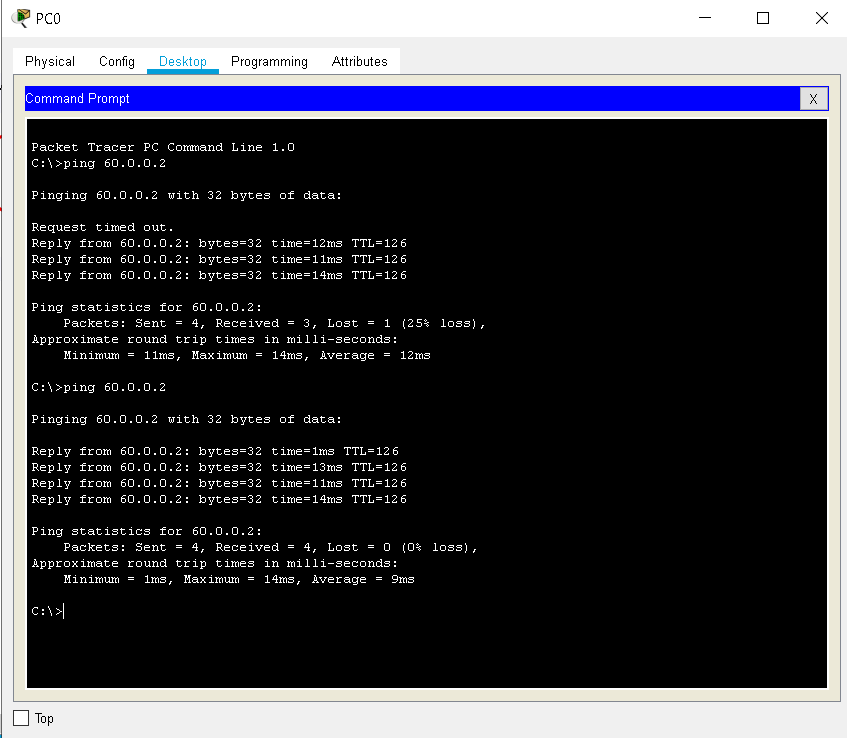 PC0
Physical Config Desktop Programming Attributes
Command Prompt X
Packet Tracer PC Command Line 1.0
C:\>ping 60.0.0.2
Pinging 60.0.0.2 with 32 bytes of data:
Request timed out.
Reply from 60.0.0.2: bytes=32 time=12ms TTL=126
Reply from 60.0.0.2: bytes=32 time=11ms TTL=126
Reply from 60.0.0.2: bytes=32 time=14ms TTL=126
Ping statistics for 60.0.0.2:
Packets: Sent = 4, Received = 3, Lost = 1 (25% loss),
Approximate round trip times in milli-seconds:
Minimum = 11ms, Maximum = 14ms, Average = 12ms
C:\>ping 60.0.0.2
Pinging 60.0.0.2 with 32 bytes of data:
Reply from 60.0.0.2: bytes=32 time=1ms TTL=126
Reply from 60.0.0.2: bytes=32 time=13ms TTL=126
Reply from 60.0.0.2: bytes=32 time=11ms TTL=126
Reply from 60.0.0.2: bytes=32 time=14ms TTL=126
Ping statistics for 60.0.0.2:
Packets: Sent = 4, Received = 4, Lost = 0 (0% loss),
Approximate round trip times in milli-seconds:
Minimum = 1ms, Maximum = 14ms, Average = 9ms
C:\>
Top